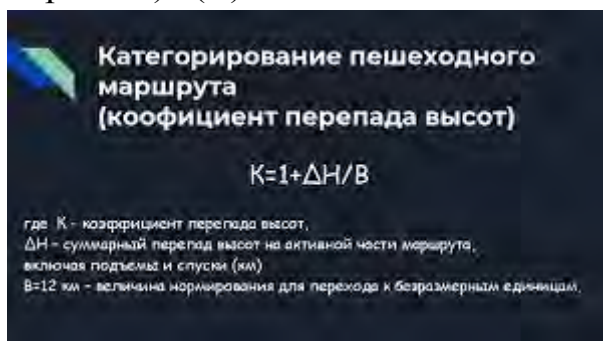 Категорирование пешеходного
маршрута
(коофициент перепада высот)
K=1+ΔH/B
где K - коэффициент перепада высот,
ΔH - суммарный перепад высот на активной части маршрута,
включая подъемы и спуски (км)
B=12 км - величина нормирования для перехода к безразмерным единицам.